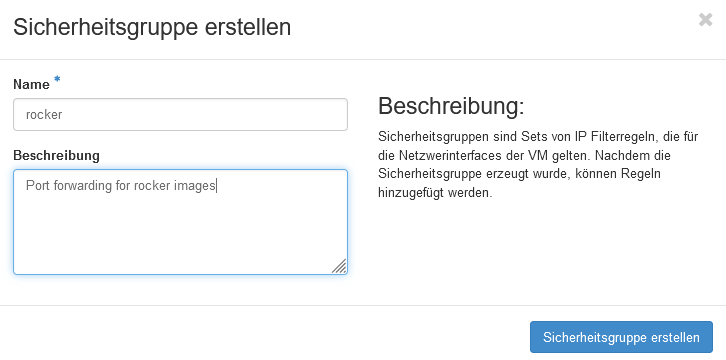 Sicherheitsgruppe erstellen
×
Name *
rocker
Beschreibung
Port forwarding for rocker images
Beschreibung:
Sicherheitsgruppen sind Sets von IP Filterregeln, die für
die Netzwerinterfaces der VM gelten. Nachdem die
Sicherheitsgruppe erzeugt wurde, können Regeln
hinzugefügt werden.
Sicherheitsgruppe erstellen